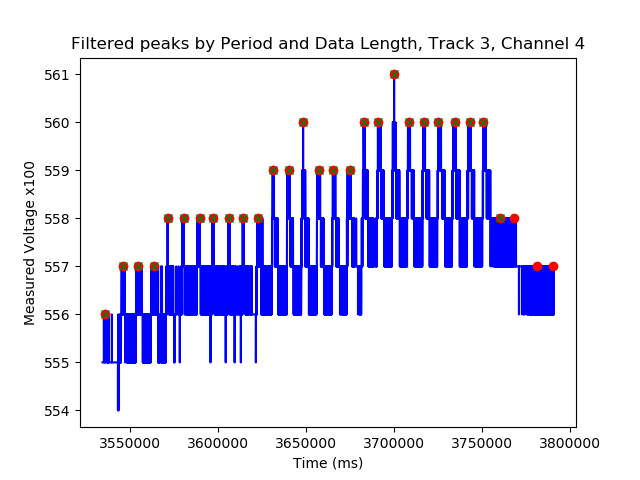 Filtered peaks by Period and Data Length, Track 3, Channel 4
561
560
559
558
557
556
555
554
Measured Voltage x100
3550000 3600000 3650000 3700000 3750000 3800000
Time (ms)